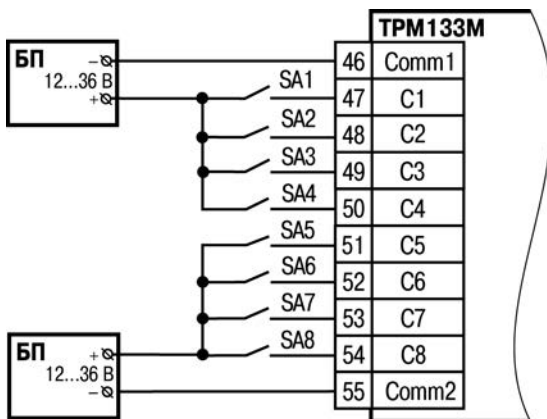 ТРМ133М
БП
12...36 В
–
+
46 Comm1
SA1 47 C1
SA2 48 C2
SA3 49 C3
SA4 50 C4
SA5 51 C5
SA6 52 C6
SA7 53 C7
SA8 54 C8
55 Comm2
БП
12...36 В
+
–